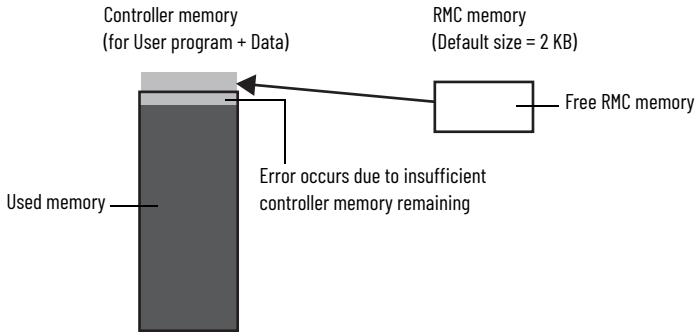 Controller memory
(for User program + Data)
RMC memory
(Default size = 2 KB)
Free RMC memory
Error occurs due to insufficient
controller memory remaining
Used memory